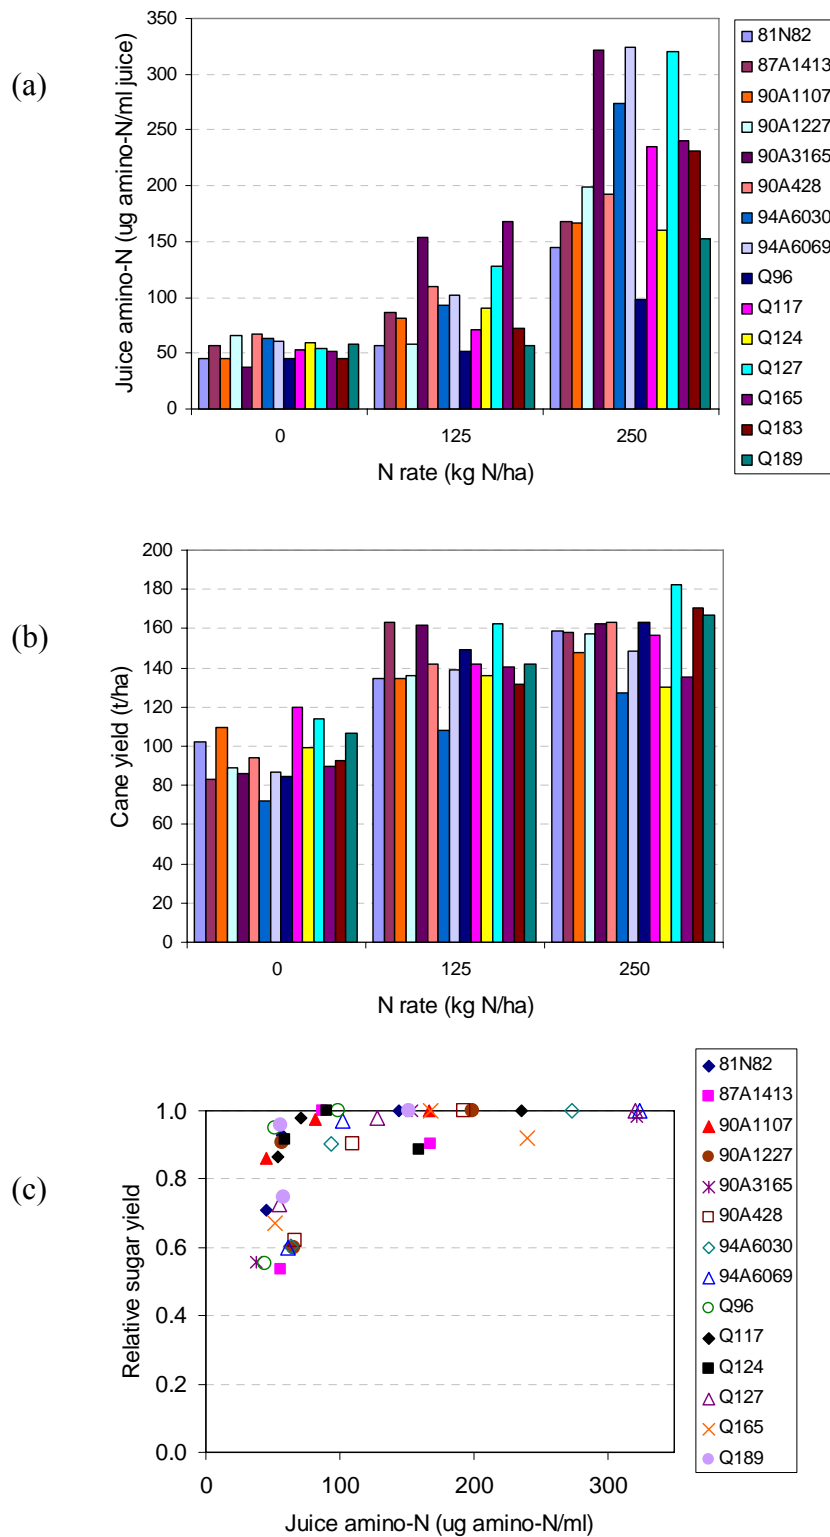 (a)
Juice amino-N (ug amino-N/ml juice)
350
300
250
200
150
100
50
0
0
125
250
N rate (kg N/ha)
81N82
87A1413
90A1107
90A1227
90A3165
90A428
94A6030
94A6069
Q96
Q117
Q124
Q127
Q165
Q183
Q189
(b)
Cane yield (t/ha)
200
180
160
140
120
100
80
60
40
20
0
0
125
250
N rate (kg N/ha)
(c)
Relative sugar yield
1.0
0.8
0.6
0.4
0.2
0.0
0
100
200
300
Juice amino-N (ug amino-N/ml)
81N82
87A1413
90A1107
90A1227
90A3165
90A428
94A6030
94A6069
Q96
Q117
Q124
Q127
Q165
Q189